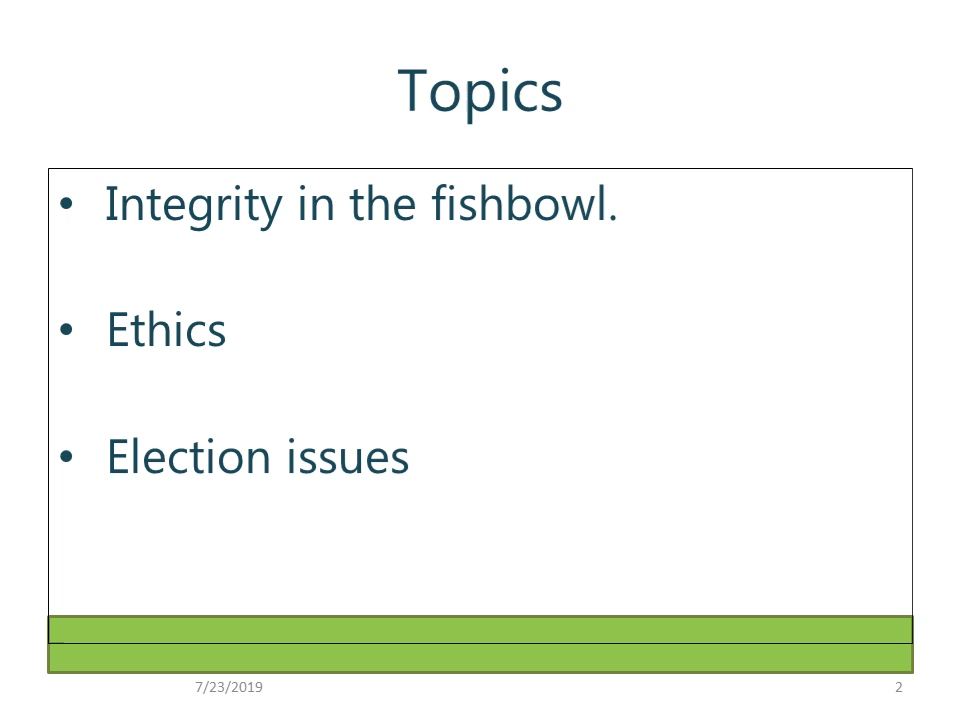 Topics
• Integrity in the fishbowl.
• Ethics
• Election issues
7/23/2019
2